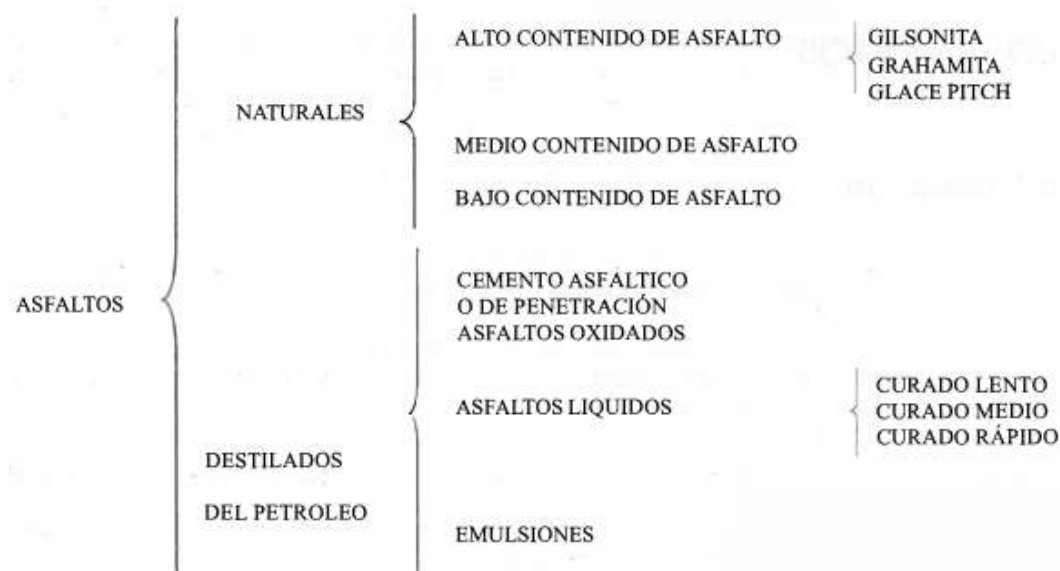 ALTO CONTENIDO DE ASFALTO
GILSONITA
GRAHAMITA
GLACE PITCH
NATURALES
MEDIO CONTENIDO DE ASFALTO
BAJO CONTENIDO DE ASFALTO
ASFALTOS
CEMENTO ASFÁLTICO
O DE PENETRACIÓN
ASFALTOS OXIDADOS
ASFALTOS LIQUIDOS
CURADO LENTO
CURADO MEDIO
CURADO RÁPIDO
DESTILADOS
DEL PETROLEO
EMULSIONES